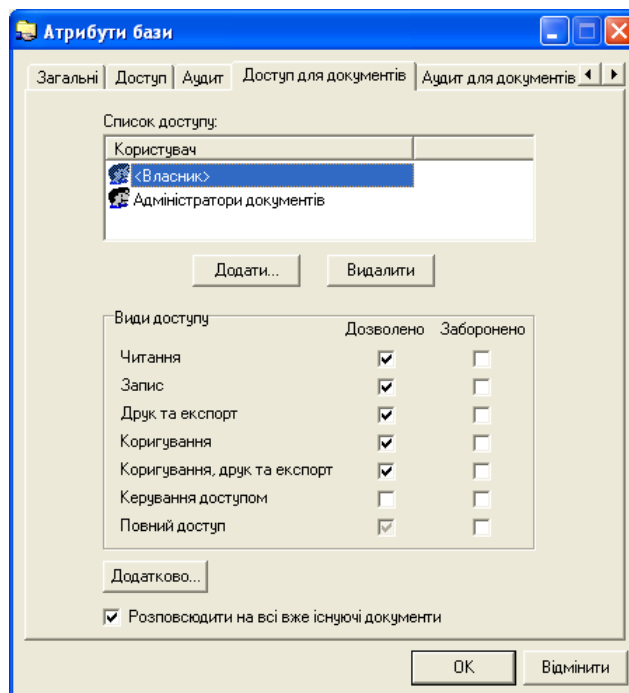 Атрибути бази
Загальні Доступ Аудит Доступ для документів Аудит для документів
Список доступу:
Користувач
<Власник>
Адміністратори документів
Додати... Видалити
Види доступу
Дозволено Заборонено
Читання
Запис
Друк та експорт
Коригування
Коригування, друк та експорт
Керування доступом
Повний доступ
Додатково...
Розповсюдити на всі вже існуючі документи
OK Відмінити